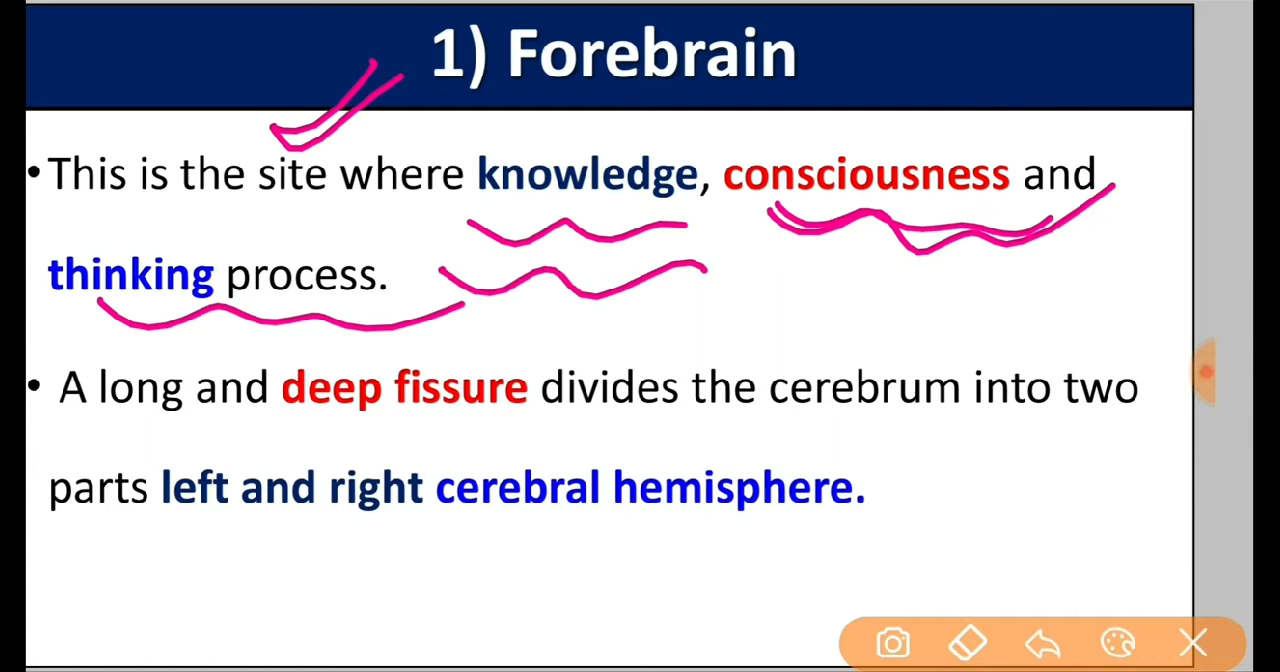 1) Forebrain
•This is the site where knowledge, consciousness and
thinking process.
• A long and deep fissure divides the cerebrum into two
parts left and right cerebral hemisphere.